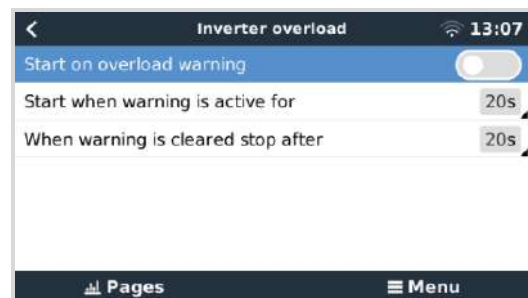 Inverter overload 13:07
Start on overload warning
Start when warning is active for 20s
When warning is cleared stop after 20s
Pages Menu